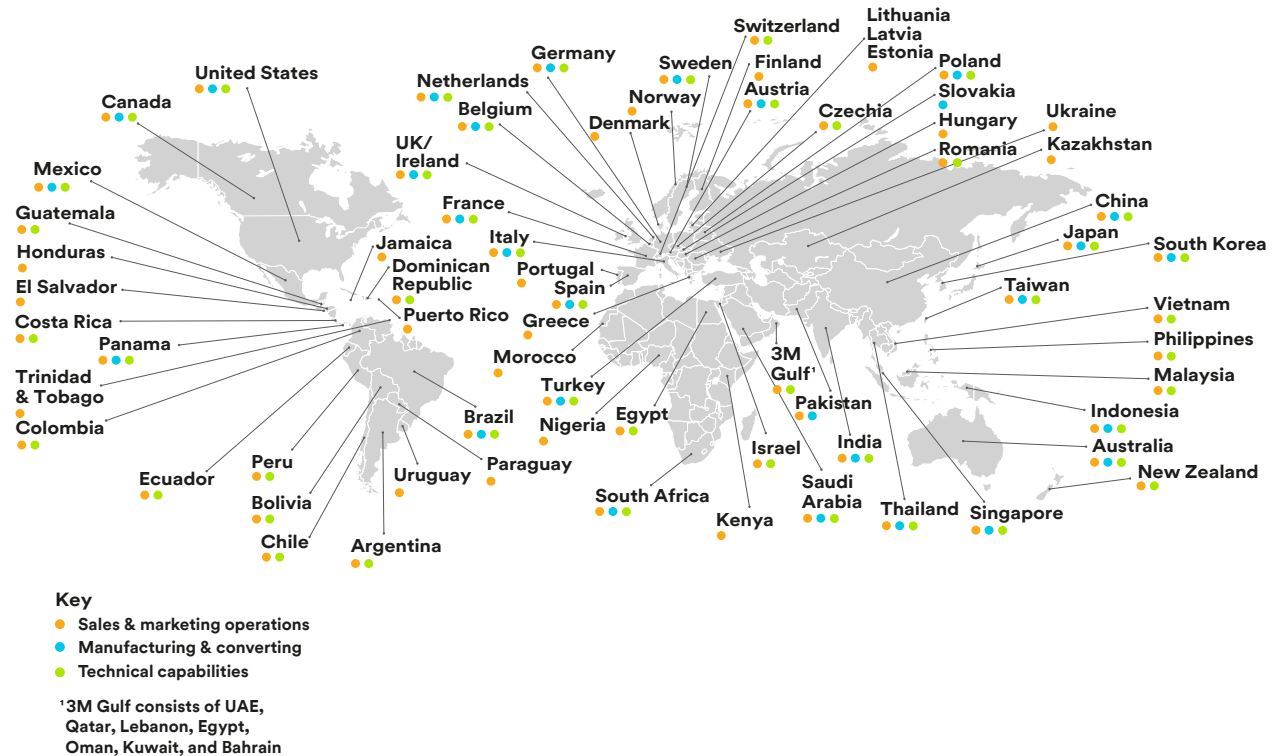 Switzerland
Lithuania
Latvia
Estonia
Germany
Sweden
Finland
Poland
United States
Netherlands
Austria
Slovakia
Canada
Belgium
Norway
Denmark
Czechia
Hungary
Ukraine
Romania
Kazakhstan
UK/
Ireland
Mexico
France
China
Guatemala
Jamaica
Italy
Japan
South Korea
Honduras
Dominican
Republic
Portugal
Spain
Taiwan
El Salvador
Puerto Rico
Greece
Vietnam
Costa Rica
Panama
Morocco
3M
Gulf¹
Philippines
Trinidad
& Tobago
Turkey
Pakistan
Malaysia
Colombia
Brazil
Nigeria
Egypt
Israel
India
Indonesia
Australia
Ecuador
Peru
Uruguay
Paraguay
New Zealand
Bolivia
South Africa
Saudi
Arabia
Thailand
Singapore
Kenya
Chile
Argentina
Key
Sales & marketing operations
Manufacturing & converting
Technical capabilities
¹3M Gulf consists of UAE,
Qatar, Lebanon, Egypt,
Oman, Kuwait, and Bahrain